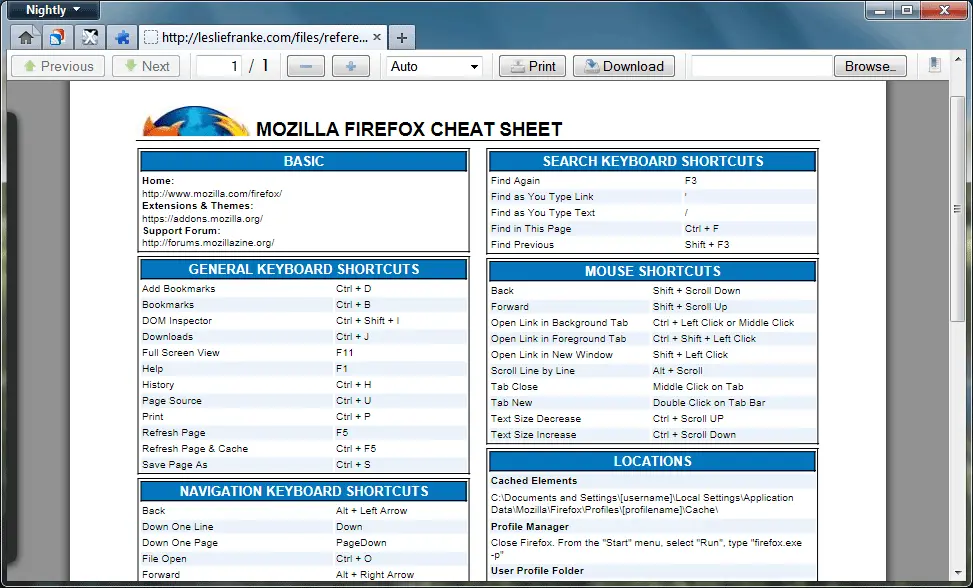 Nightly
http://lesliefranke.com/files/refere...
Previous
Next
1 / 1
Auto
Print
Download
Browse...
MOZILLA FIREFOX CHEAT SHEET
BASIC
Home:
http://www.mozilla.com/firefox/
Extensions & Themes:
https://addons.mozilla.org/
Support Forum:
http://forums.mozillazine.org/
GENERAL KEYBOARD SHORTCUTS
Add Bookmarks Ctrl + D
Bookmarks Ctrl + B
DOM Inspector Ctrl + Shift + I
Downloads Ctrl + J
Full Screen View F11
Help F1
History Ctrl + H
Page Source Ctrl + U
Print Ctrl + P
Refresh Page F5
Refresh Page & Cache Ctrl + F5
Save Page As Ctrl + S
NAVIGATION KEYBOARD SHORTCUTS
Back Alt + Left Arrow
Down One Line Down
Down One Page PageDown
File Open Ctrl + O
Forward Alt + Right Arrow
SEARCH KEYBOARD SHORTCUTS
Find Again F3
Find as You Type Link '
Find as You Type Text /
Find in This Page Ctrl + F
Find Previous Shift + F3
MOUSE SHORTCUTS
Back Shift + Scroll Down
Forward Shift + Scroll Up
Open Link in Background Tab Ctrl + Left Click or Middle Click
Open Link in Foreground Tab Ctrl + Shift + Left Click
Open Link in New Window Shift + Left Click
Scroll Line by Line Alt + Scroll
Tab Close Middle Click on Tab
Tab New Double Click on Tab Bar
Text Size Decrease Ctrl + Scroll UP
Text Size Increase Ctrl + Scroll Down
LOCATIONS
Cached Elements
C:\Documents and Settings\[username]\Local Settings\Application
Data\Mozilla\Firefox\Profiles\[profilename]\Cache\
Profile Manager
Close Firefox. From the "Start" menu, select "Run", type "firefox.exe
-p"
User Profile Folder